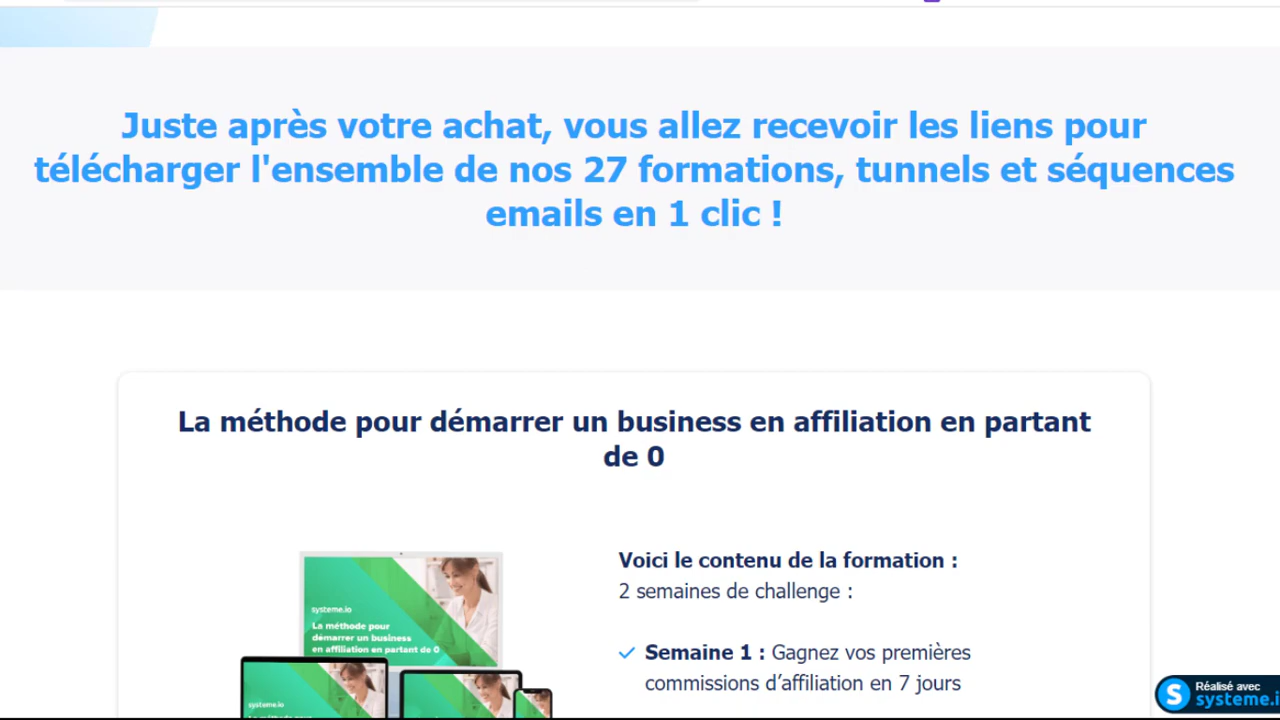 Juste après votre achat, vous allez recevoir les liens pour
télécharger l'ensemble de nos 27 formations, tunnels et séquences
emails en 1 clic !
La méthode pour démarrer un business en affiliation en partant
de 0
Voici le contenu de la formation :
2 semaines de challenge :
Semaine 1 : Gagnez vos premières
commissions d’affiliation en 7 jours
systeme.io
La méthode pour
démarrer un business
en affiliation en partant de 0
systeme.io
Réalisé avec
systeme.i